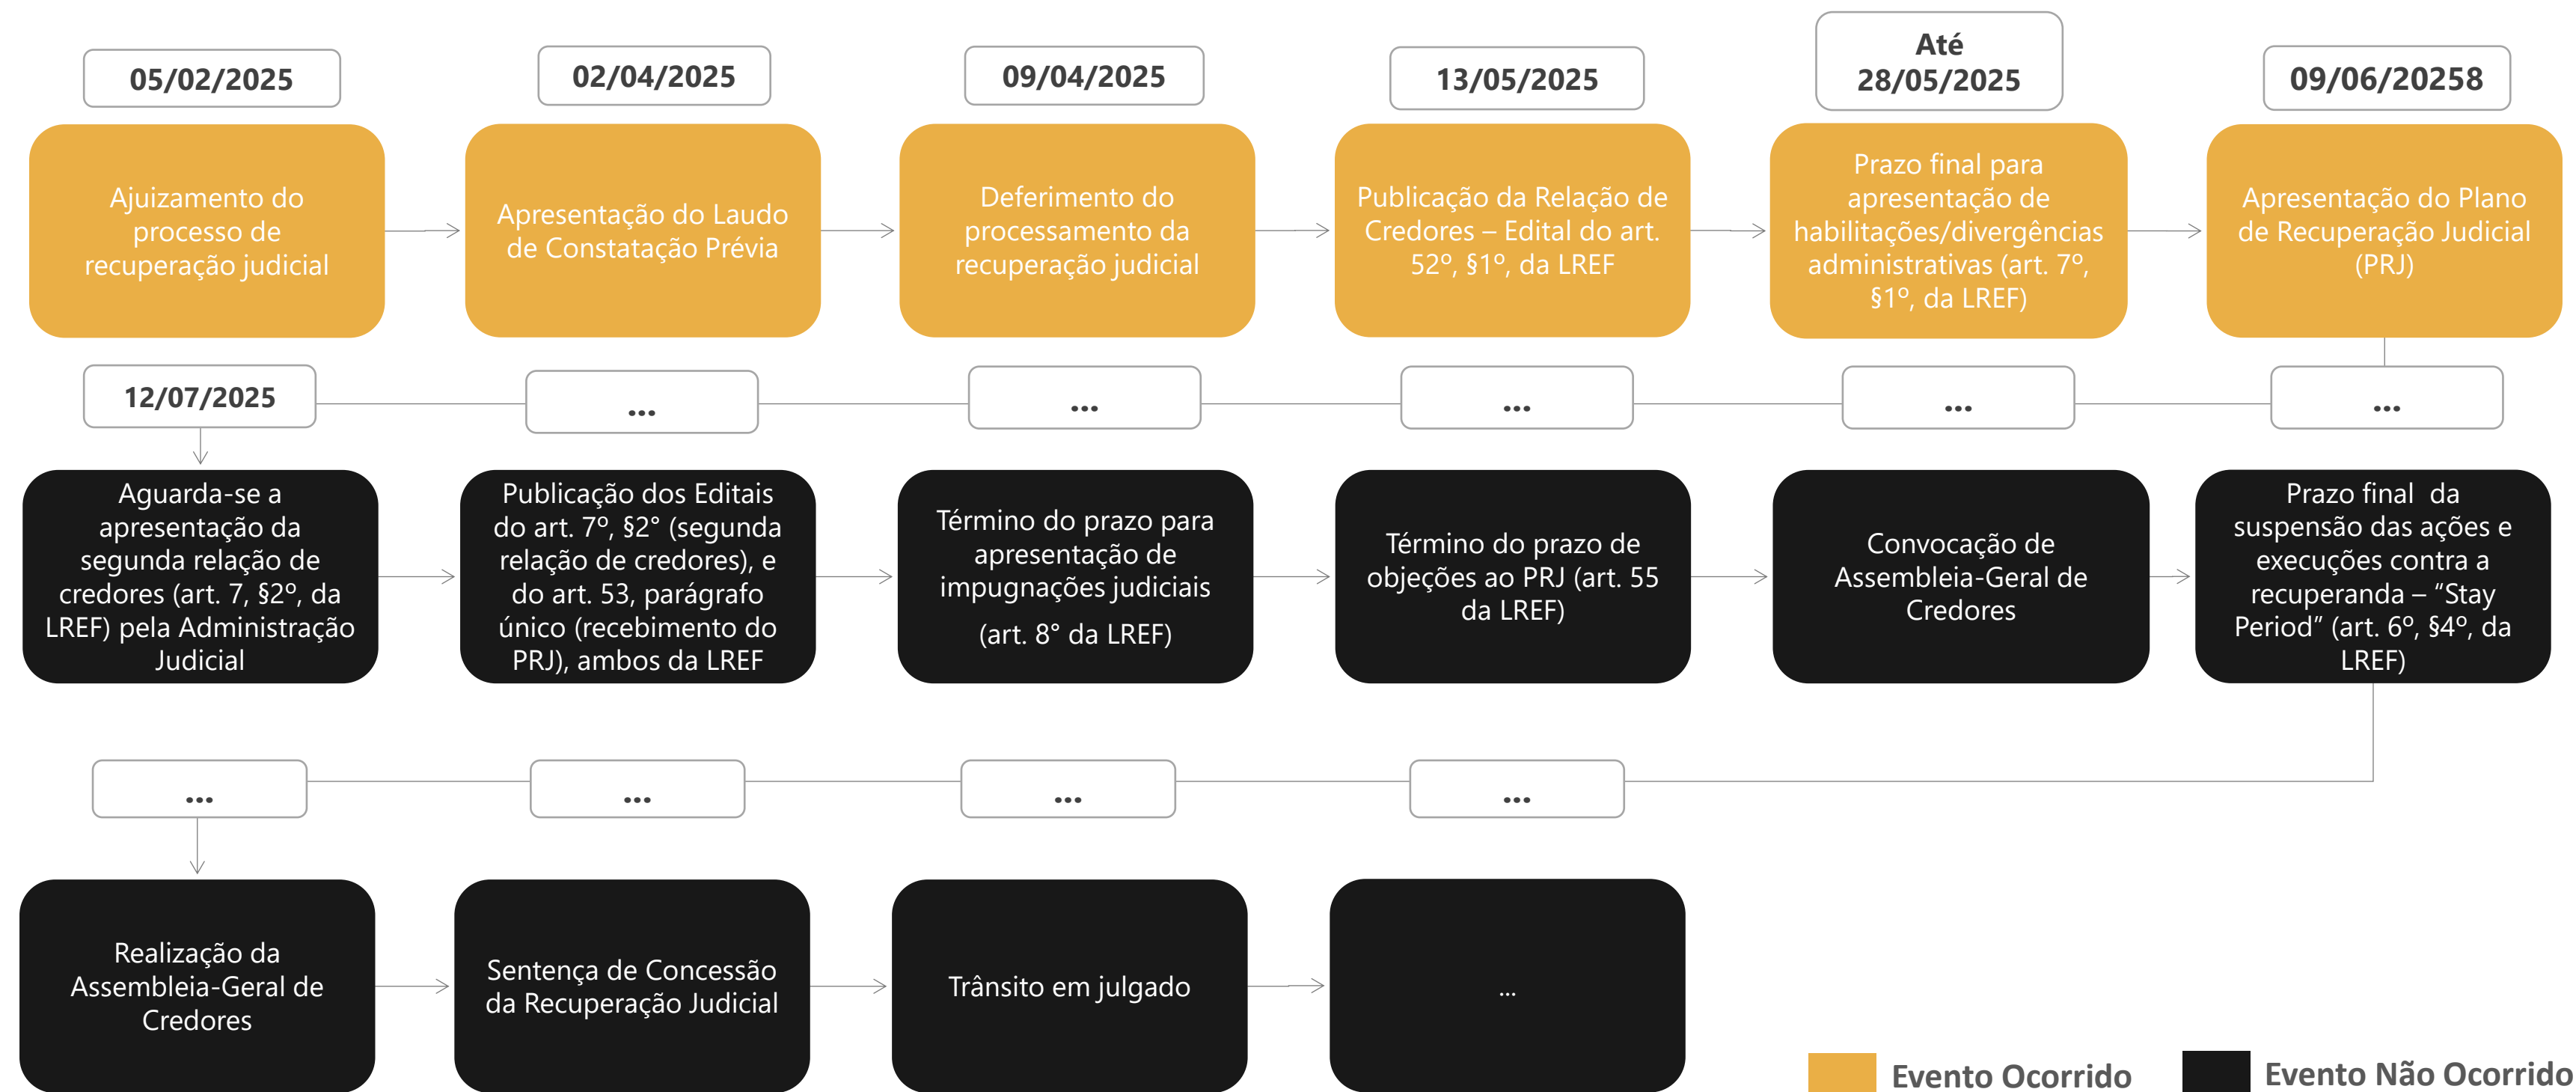 05/02/2025
02/04/2025
09/04/2025
13/05/2025
Até
28/05/2025
09/06/20258
Ajuizamento do
processo de
recuperação judicial
Apresentação do Laudo
de Constatação Prévia
Deferimento do
processamento da
recuperação judicial
Publicação da Relação de
Credores – Edital do art.
52º, §1º, da LREF
Prazo final para
apresentação de
habilitações/divergências
administrativas (art. 7º,
§1º, da LREF)
Apresentação do Plano
de Recuperação Judicial
(PRJ)
12/07/2025
...
...
...
...
...
Aguarda-se a
apresentação da
segunda relação de
credores (art. 7, §2º, da
LREF) pela Administração
Judicial
Publicação dos Editais
do art. 7º, §2° (segunda
relação de credores), e
do art. 53, parágrafo
único (recebimento do
PRJ), ambos da LREF
Término do prazo para
apresentação de
impugnações judiciais
(art. 8° da LREF)
Término do prazo de
objeções ao PRJ (art. 55
da LREF)
Convocação de
Assembleia-Geral de
Credores
Prazo final da
suspensão das ações e
execuções contra a
recuperanda – “Stay
Period” (art. 6º, §4º, da
LREF)
...
...
...
...
Realização da
Assembleia-Geral de
Credores
Sentença de Concessão
da Recuperação Judicial
Trânsito em julgado
...
Evento Ocorrido
Evento Não Ocorrido